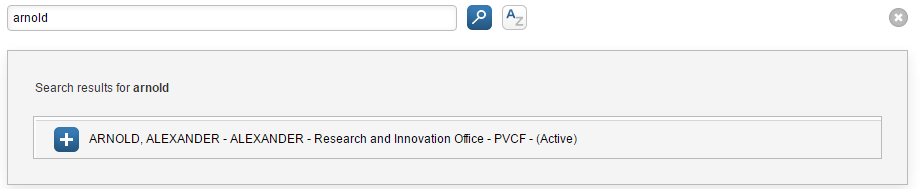 arnold
A
Z
Search results for arnold
ARNOLD, ALEXANDER - ALEXANDER - Research and Innovation Office - PVCF - (Active)